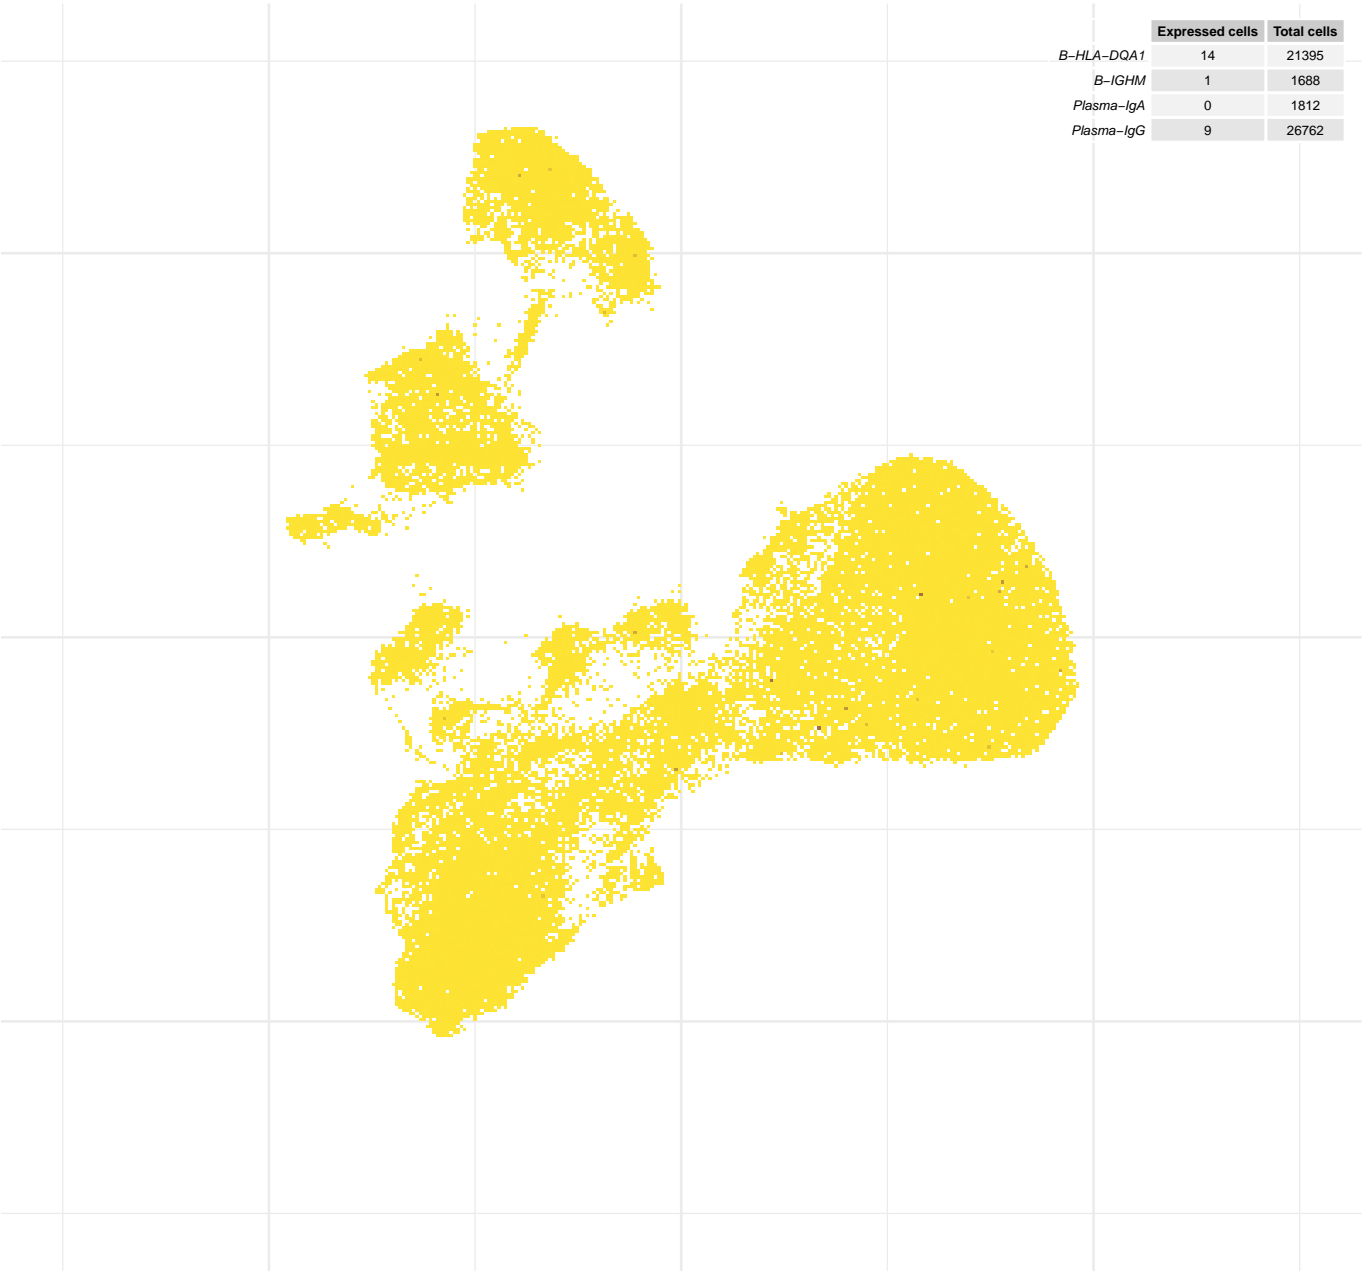 Expressed cells Total cells
B−HLA−DQA1 14 21395
B−IGHM 1 1688
Plasma−IgA 0 1812
Plasma−IgG 9 26762